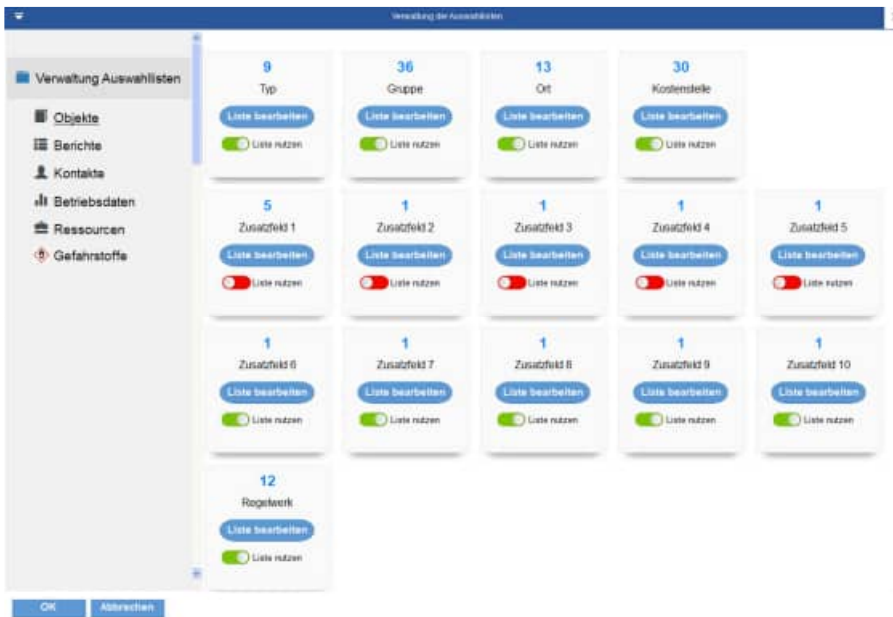 Verwaltung der Auswahllisten
Verwaltung Auswahllisten
Objekte
Berichte
Kontakte
Betriebsdaten
Ressourcen
Gefahrstoffe
9
Typ
Liste bearbeiten
Liste nutzen
36
Gruppe
Liste bearbeiten
Liste nutzen
13
Ort
Liste bearbeiten
Liste nutzen
30
Kostenstelle
Liste bearbeiten
Liste nutzen
5
Zusatzfeld 1
Liste bearbeiten
Liste nutzen
1
Zusatzfeld 2
Liste bearbeiten
Liste nutzen
1
Zusatzfeld 3
Liste bearbeiten
Liste nutzen
1
Zusatzfeld 4
Liste bearbeiten
Liste nutzen
1
Zusatzfeld 5
Liste bearbeiten
Liste nutzen
1
Zusatzfeld 6
Liste bearbeiten
Liste nutzen
1
Zusatzfeld 7
Liste bearbeiten
Liste nutzen
1
Zusatzfeld 8
Liste bearbeiten
Liste nutzen
1
Zusatzfeld 9
Liste bearbeiten
Liste nutzen
1
Zusatzfeld 10
Liste bearbeiten
Liste nutzen
12
Regelwerk
Liste bearbeiten
Liste nutzen
OK
Abbrechen